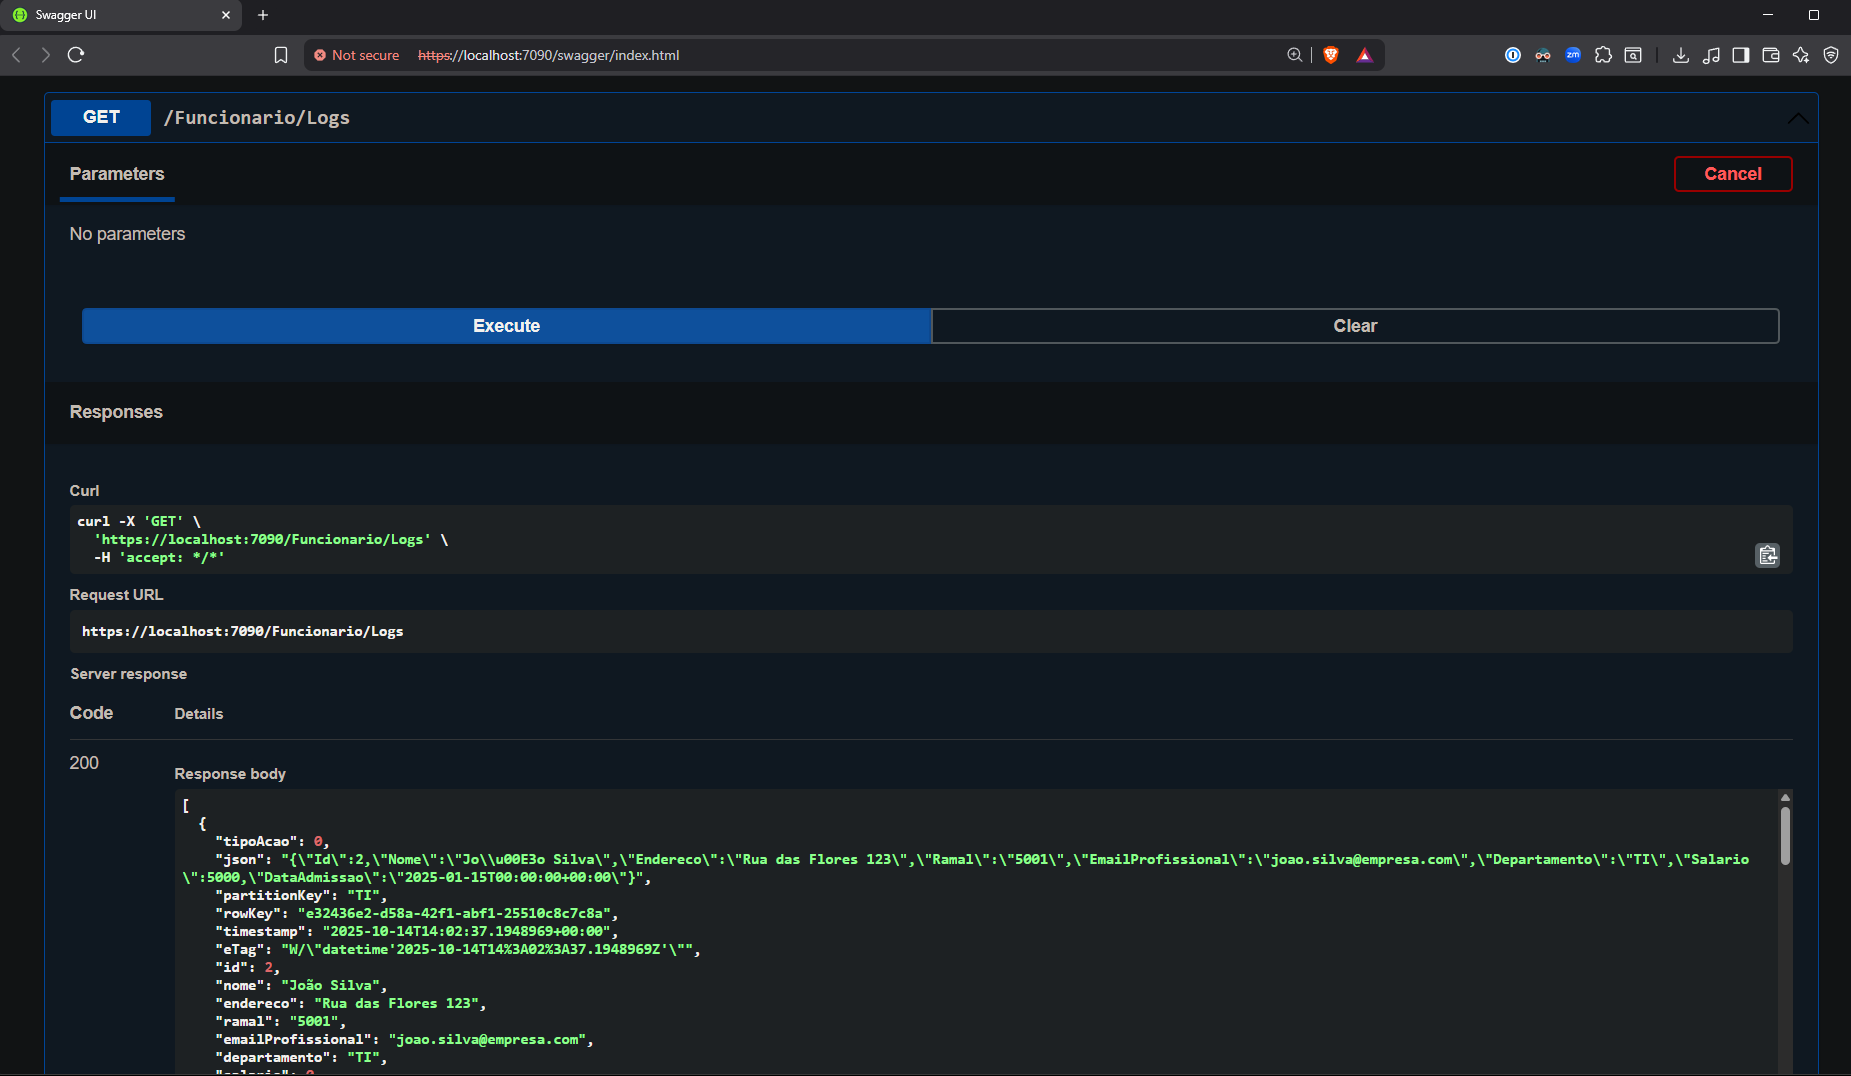 Swagger UI
Not secure https://localhost:7090/swagger/index.html
zm
GET /Funcionario/Logs
Parameters
Cancel
No parameters
Execute
Clear
Responses
Curl
curl -X 'GET' \
'https://localhost:7090/Funcionario/Logs' \
-H 'accept: */*'
Request URL
https://localhost:7090/Funcionario/Logs
Server response
Code Details
200
Response body
[
{
"tipoAcao": 0,
"json": "{\"Id\":2,\"Nome\":\"Jo\\u00E3o Silva\",\"Endereco\":\"Rua das Flores 123\",\"Ramal\":\"5001\",\"EmailProfissional\":\"joao.silva@empresa.com\",\"Departamento\":\"TI\",\"Salario
\":5000,\"DataAdmissao\":\"2025-01-15T00:00:00+00:00\"}",
"partitionKey": "TI",
"rowKey": "e32436e2-d58a-42f1-abf1-25510c8c7c8a",
"timestamp": "2025-10-14T14:02:37.1948969+00:00",
"eTag": "W/\"datetime'2025-10-14T14%3A02%3A37.1948969Z'\"",
"id": 2,
"nome": "João Silva",
"endereco": "Rua das Flores 123",
"ramal": "5001",
"emailProfissional": "joao.silva@empresa.com",
"departamento": "TI",